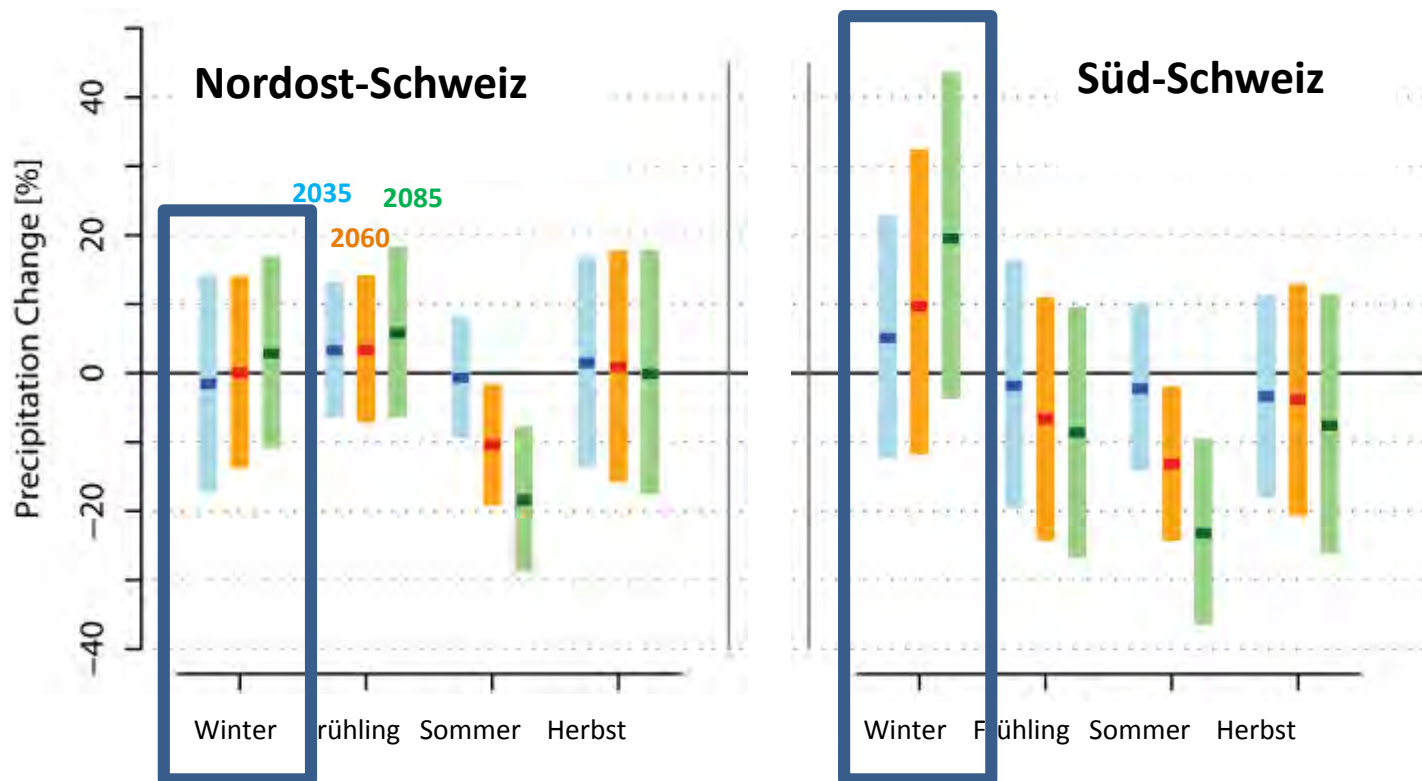 Nordost-Schweiz
Süd-Schweiz
Precipitation Change [%]
40
20
0
−20
−40
2035
2060
2085
Winter rühling Sommer Herbst
Winter F ühling Sommer Herbst